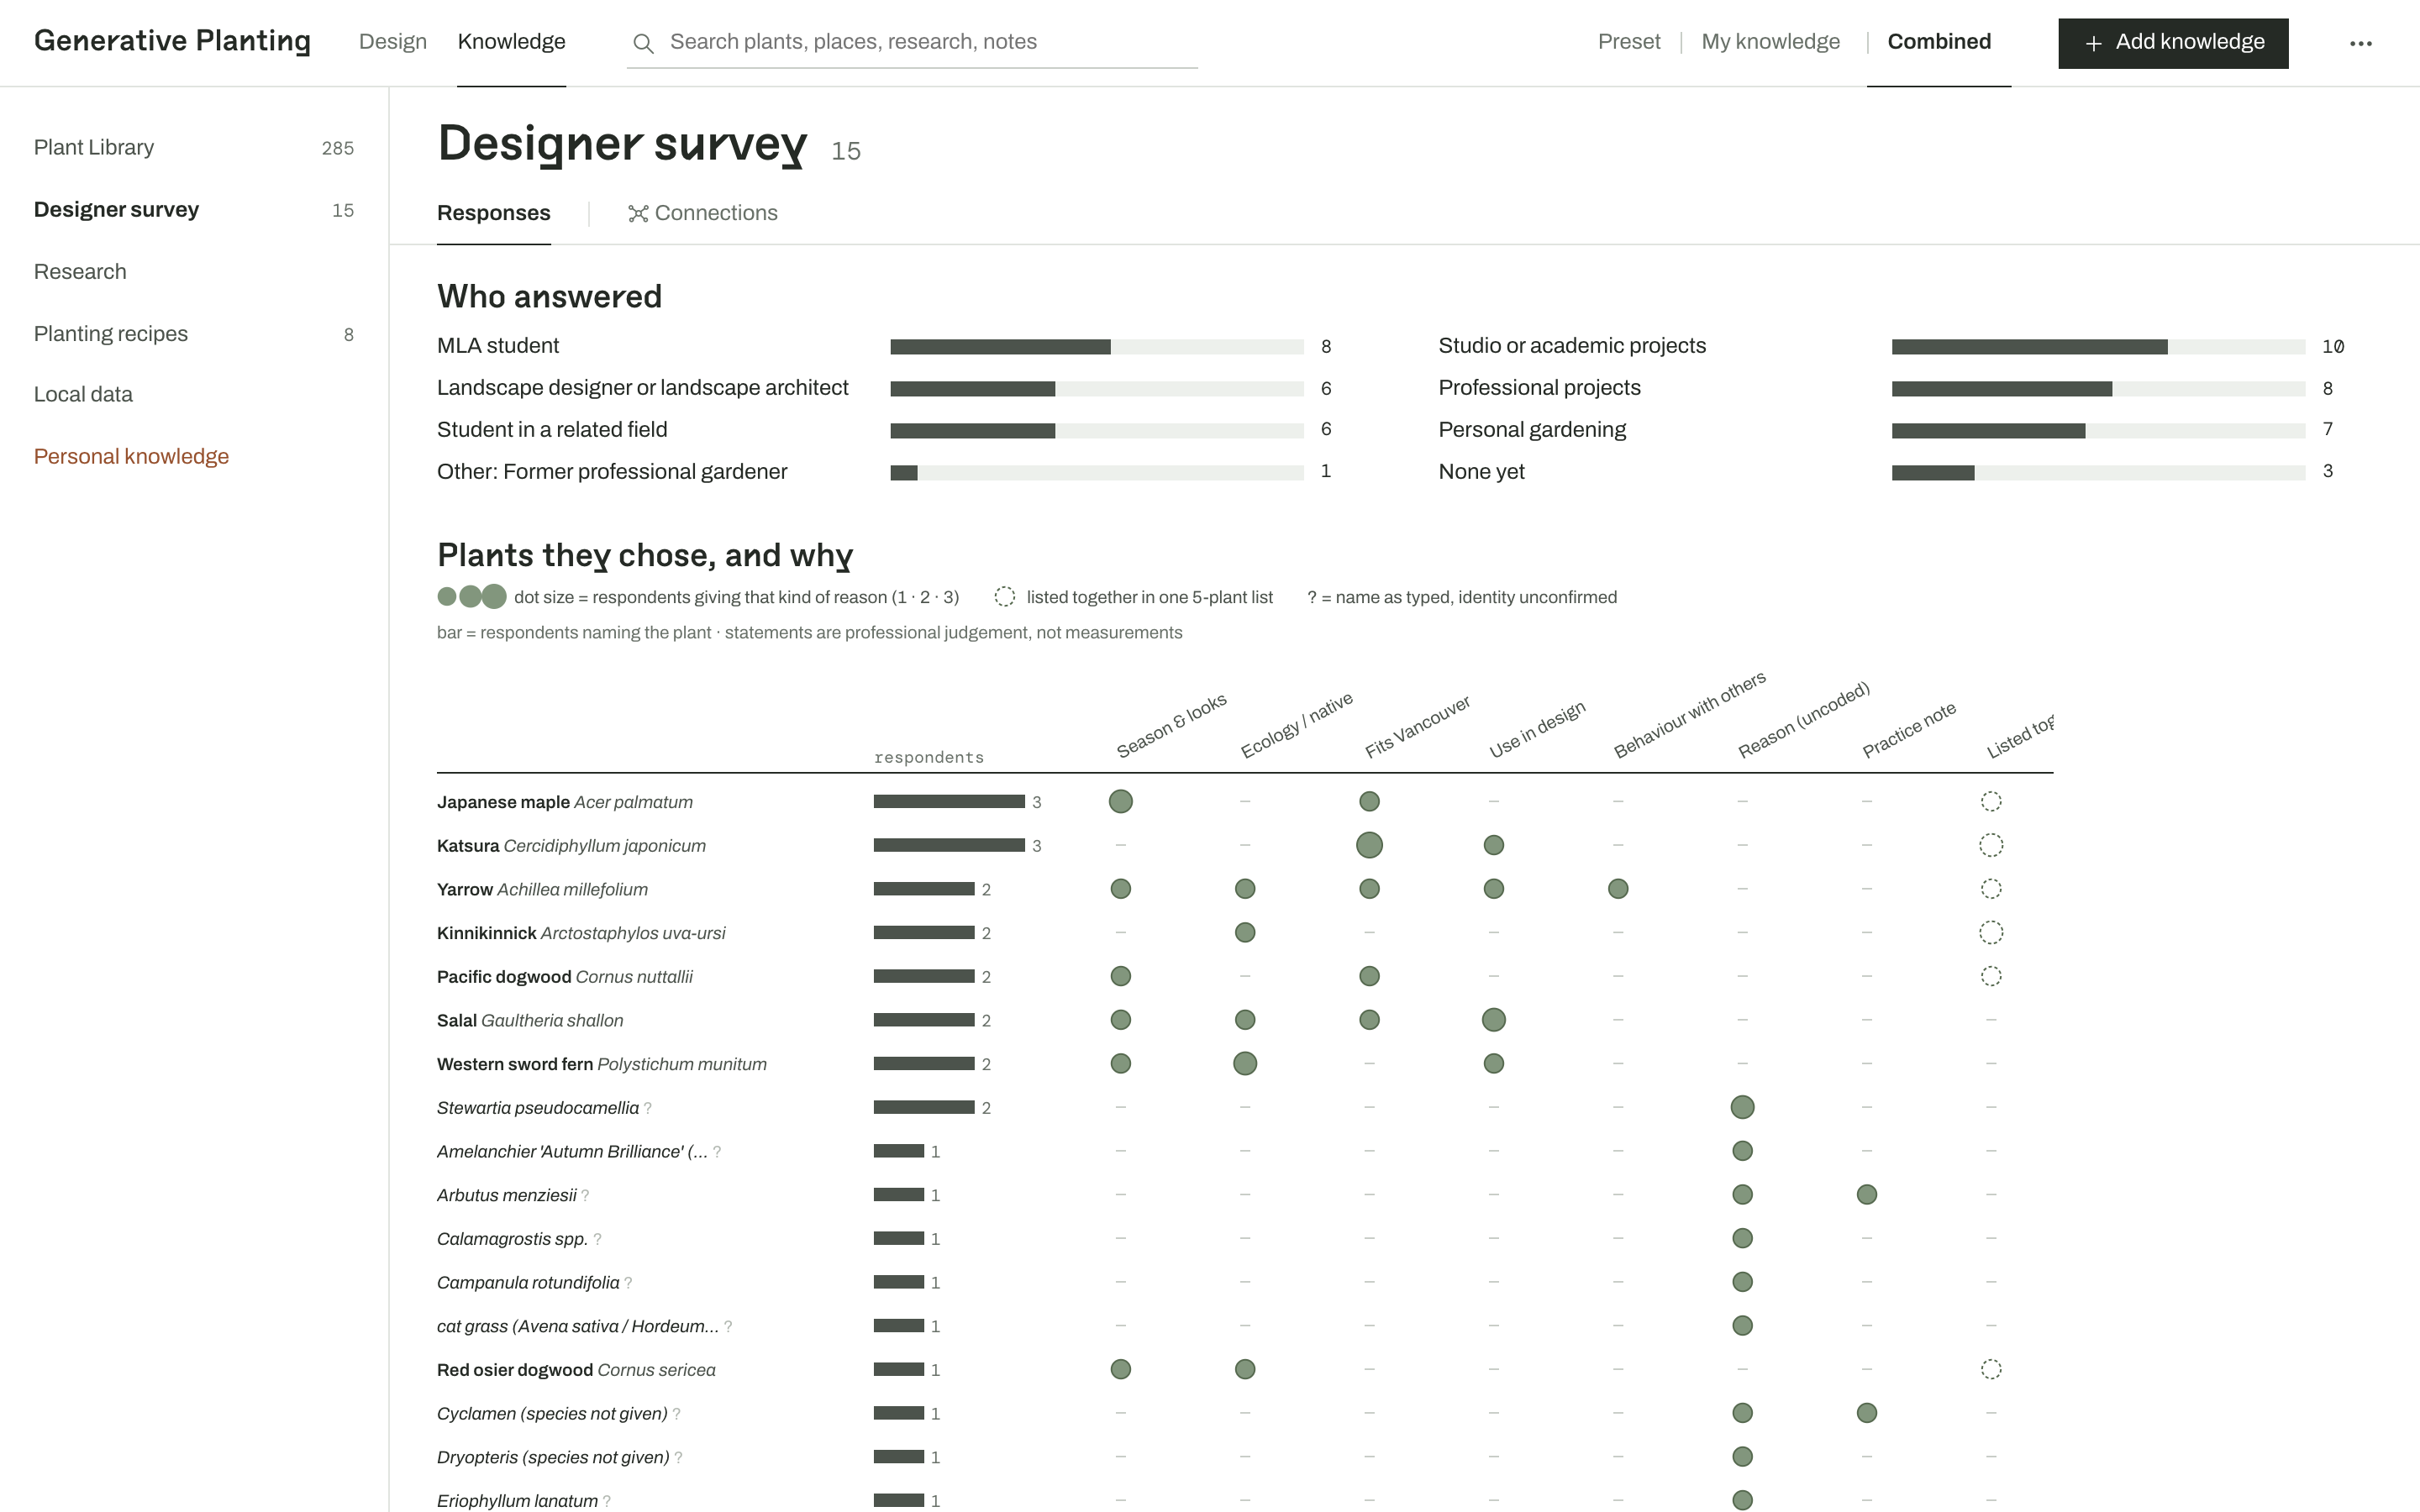 Generative Planting Design Knowledge Search plants, places, research, notes Preset My knowledge Combined + Add knowledge
Plant Library 285
Designer survey 15
Research
Planting recipes 8
Local data
Personal knowledge
Designer survey 15
Responses Connections
Who answered
MLA student 8 Studio or academic projects 10
Landscape designer or landscape architect 6 Professional projects 8
Student in a related field 6 Personal gardening 7
Other: Former professional gardener 1 None yet 3
Plants they chose, and why
dot size = respondents giving that kind of reason (1 · 2 · 3) listed together in one 5-plant list ? = name as typed, identity unconfirmed
bar = respondents naming the plant · statements are professional judgement, not measurements
respondents Season & looks Ecology / native Fits Vancouver Use in design Behaviour with others Reason (uncoded) Practice note Listed tog
Japanese maple Acer palmatum 3 – – – – –
Katsura Cercidiphyllum japonicum 3 – – – – –
Yarrow Achillea millefolium 2 – –
Kinnikinnick Arctostaphylos uva-ursi 2 – – – – – –
Pacific dogwood Cornus nuttallii 2 – – – – –
Salal Gaultheria shallon 2 – – – –
Western sword fern Polystichum munitum 2 – – – – –
Stewartia pseudocamellia ? 2 – – – – – – –
Amelanchier 'Autumn Brilliance' (... ? 1 – – – – – – –
Arbutus menziesii ? 1 – – – – – –
Calamagrostis spp. ? 1 – – – – – – –
Campanula rotundifolia ? 1 – – – – – – –
cat grass (Avena sativa / Hordeum... ? 1 – – – – – – –
Red osier dogwood Cornus sericea 1 – – – – –
Cyclamen (species not given) ? 1 – – – – – –
Dryopteris (species not given) ? 1 – – – – – – –
Eriophyllum lanatum ? 1 – – – – – – –